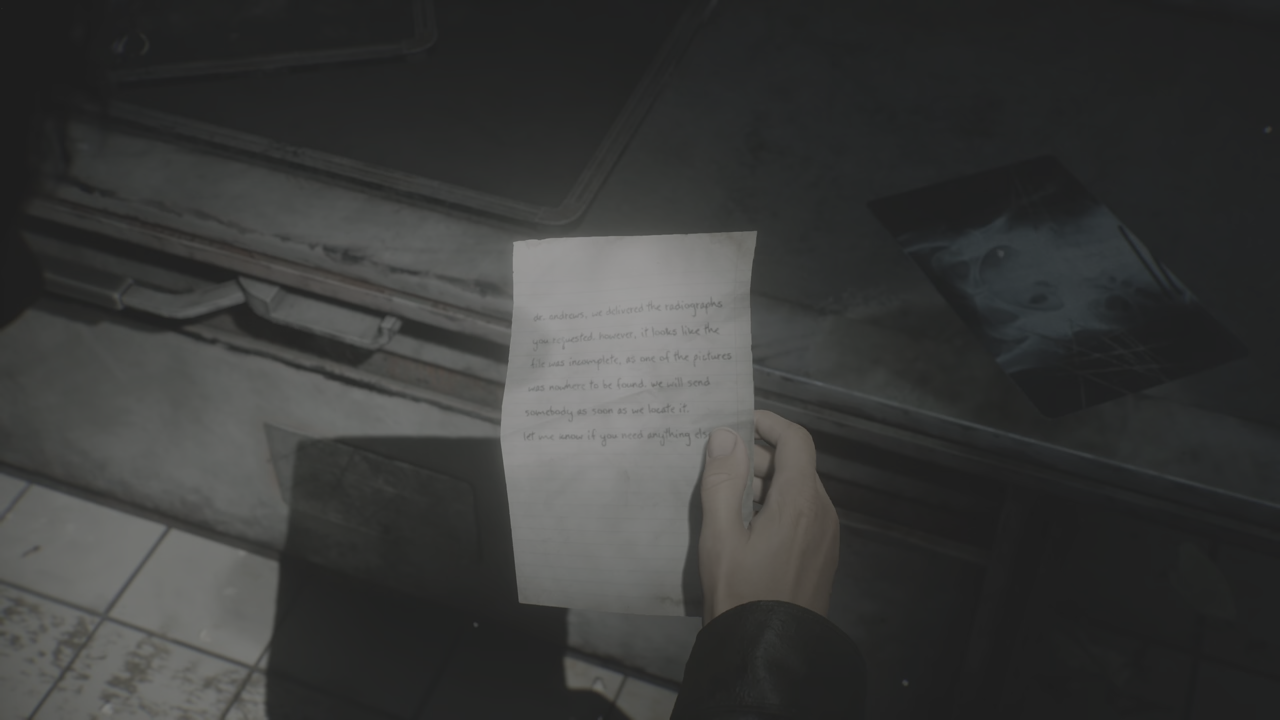 dr. andrews, we delivered the radiographs
you requested. however, it looks like the
file was incomplete, as one of the pictures
was nowhere to be found. we will send
somebody as soon as we locate it.
let me know if you need anything els